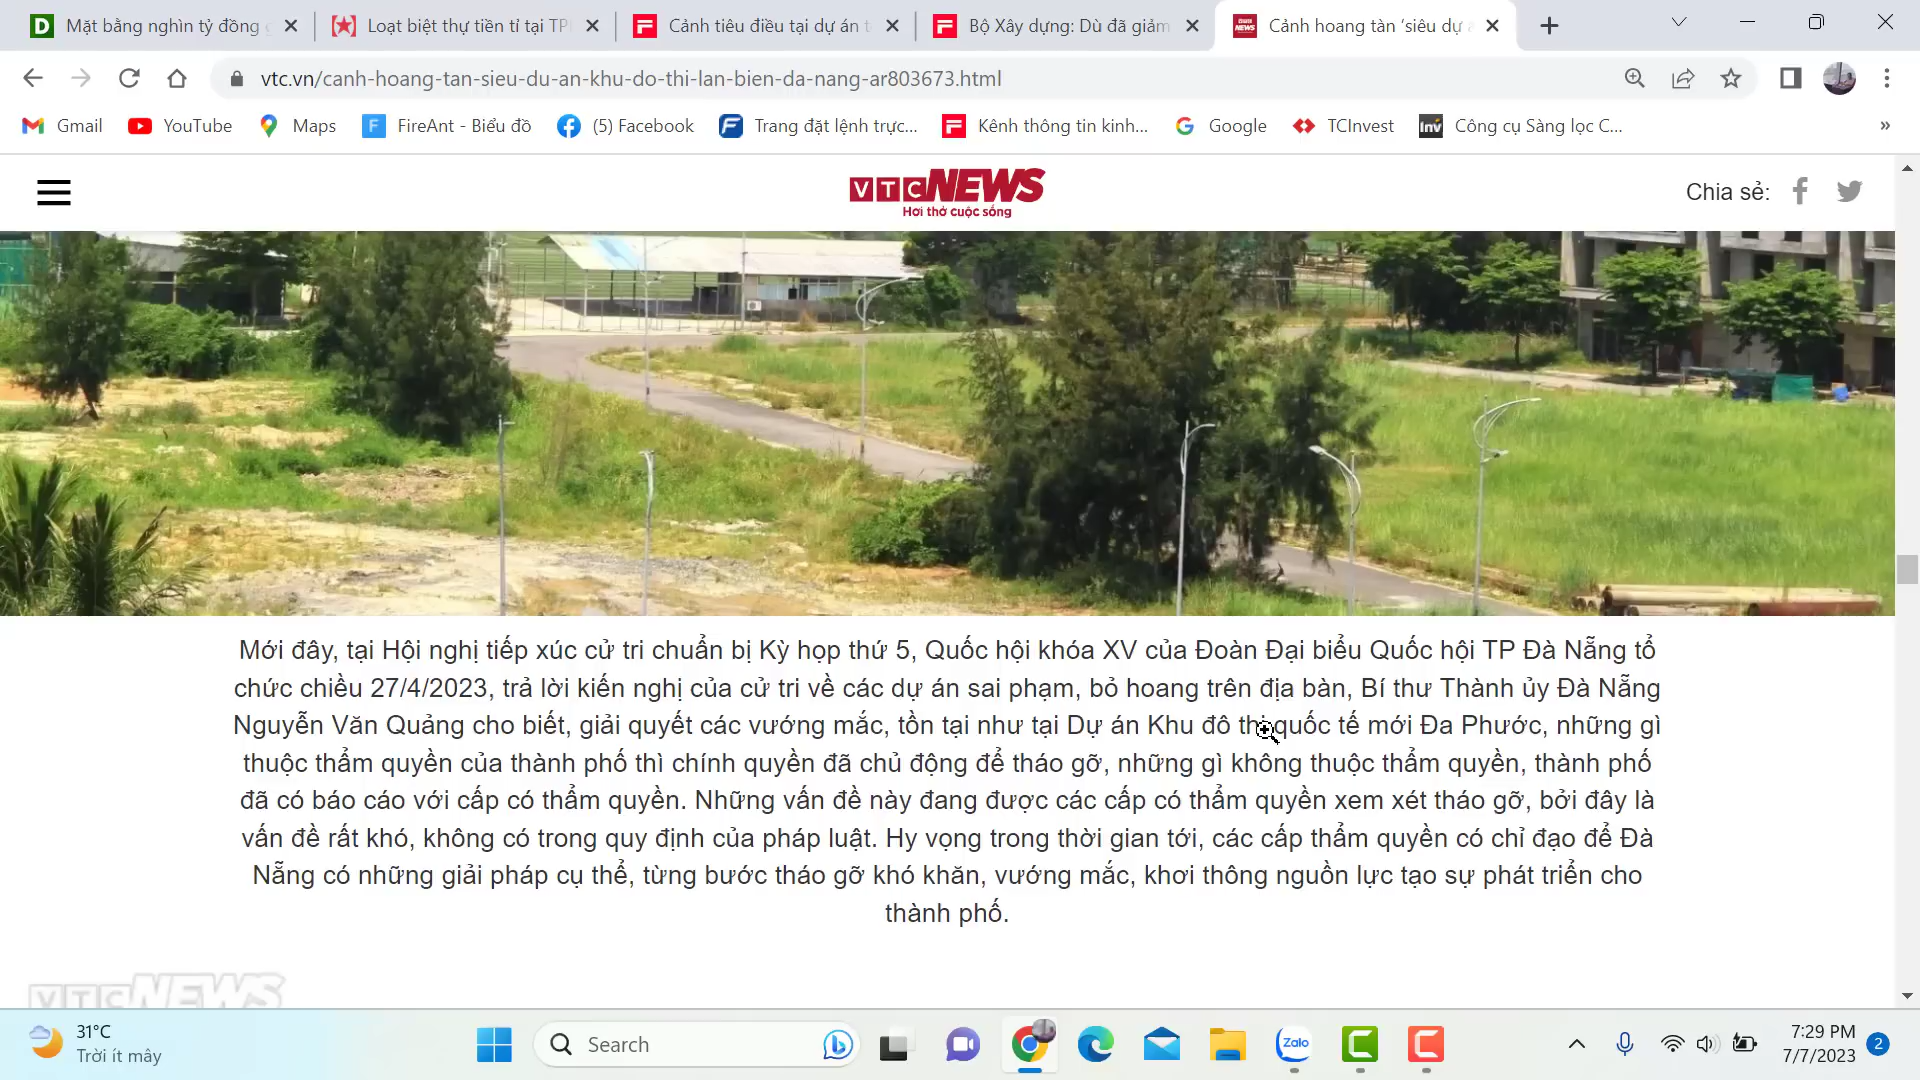 Mặt bằng nghìn tỷ đồng
Loạt biệt thự tiền tỉ tại TP
Cảnh tiêu điều tại dự án
Bộ Xây dựng: Dù đã giảm
Cảnh hoang tàn ‘siêu dự
vtc.vn/canh-hoang-tan-sieu-du-an-khu-do-thi-lan-bien-da-nang-ar803673.html
Gmail
YouTube
Maps
FireAnt - Biểu đồ
(5) Facebook
Trang đặt lệnh trực...
Kênh thông tin kinh...
Google
TCInvest
Công cụ Sàng lọc C...
»
VTC NEWS
Hơi thở cuộc sống
Chia sẻ:
Mới đây, tại Hội nghị tiếp xúc cử tri chuẩn bị Kỳ họp thứ 5, Quốc hội khóa XV của Đoàn Đại biểu Quốc hội TP Đà Nẵng tổ
chức chiều 27/4/2023, trả lời kiến nghị của cử tri về các dự án sai phạm, bỏ hoang trên địa bàn, Bí thư Thành ủy Đà Nẵng
Nguyễn Văn Quảng cho biết, giải quyết các vướng mắc, tồn tại như tại Dự án Khu đô thị quốc tế mới Đa Phước, những gì
thuộc thẩm quyền của thành phố thì chính quyền đã chủ động để tháo gỡ, những gì không thuộc thẩm quyền, thành phố
đã có báo cáo với cấp có thẩm quyền. Những vấn đề này đang được các cấp có thẩm quyền xem xét tháo gỡ, bởi đây là
vấn đề rất khó, không có trong quy định của pháp luật. Hy vọng trong thời gian tới, các cấp thẩm quyền có chỉ đạo để Đà
Nẵng có những giải pháp cụ thể, từng bước tháo gỡ khó khăn, vướng mắc, khơi thông nguồn lực tạo sự phát triển cho
thành phố.
VTC NEWS
31°C
Trời ít mây
Search
Zalo
7:29 PM
7/7/2023
2